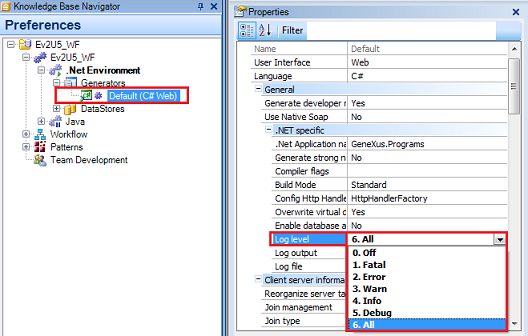 Knowledge Base Navigator
Preferences
Ev2U5_WF
Ev2U5_WF
.Net Environment
Generators
Default (C# Web)
DataStores
Java
Workflow
Patterns
Team Development
Properties
Filter
Name Default
User Interface Web
Language C#
General
Generate developer r Yes
Use Native Soap No
.NET specific
.Net Application na GeneXus.Programs
Generate strong n No
Compiler flags
Build Mode Standard
Config Http Handle HttpHandlerFactory
Overwrite virtual d Yes
Enable database a No
Log level 6. All
Log output 0. Off
Log file 1. Fatal
2. Error
3. Warn
4. Info
5. Debug
6. All
Client server informa
Reorganize server ta
Join management
Join type